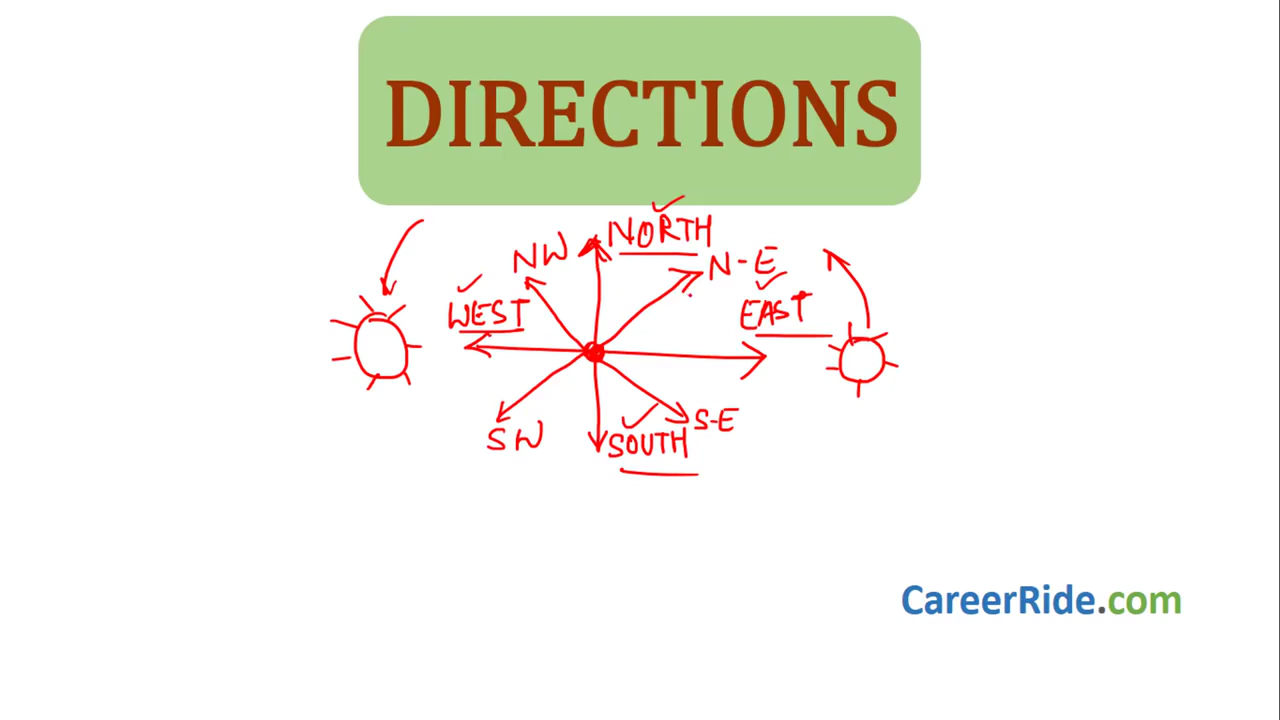 DIRECTIONS
NORTH
NW
N-E
WEST
EAST
SW
SOUTH
S-E
CareerRide.com